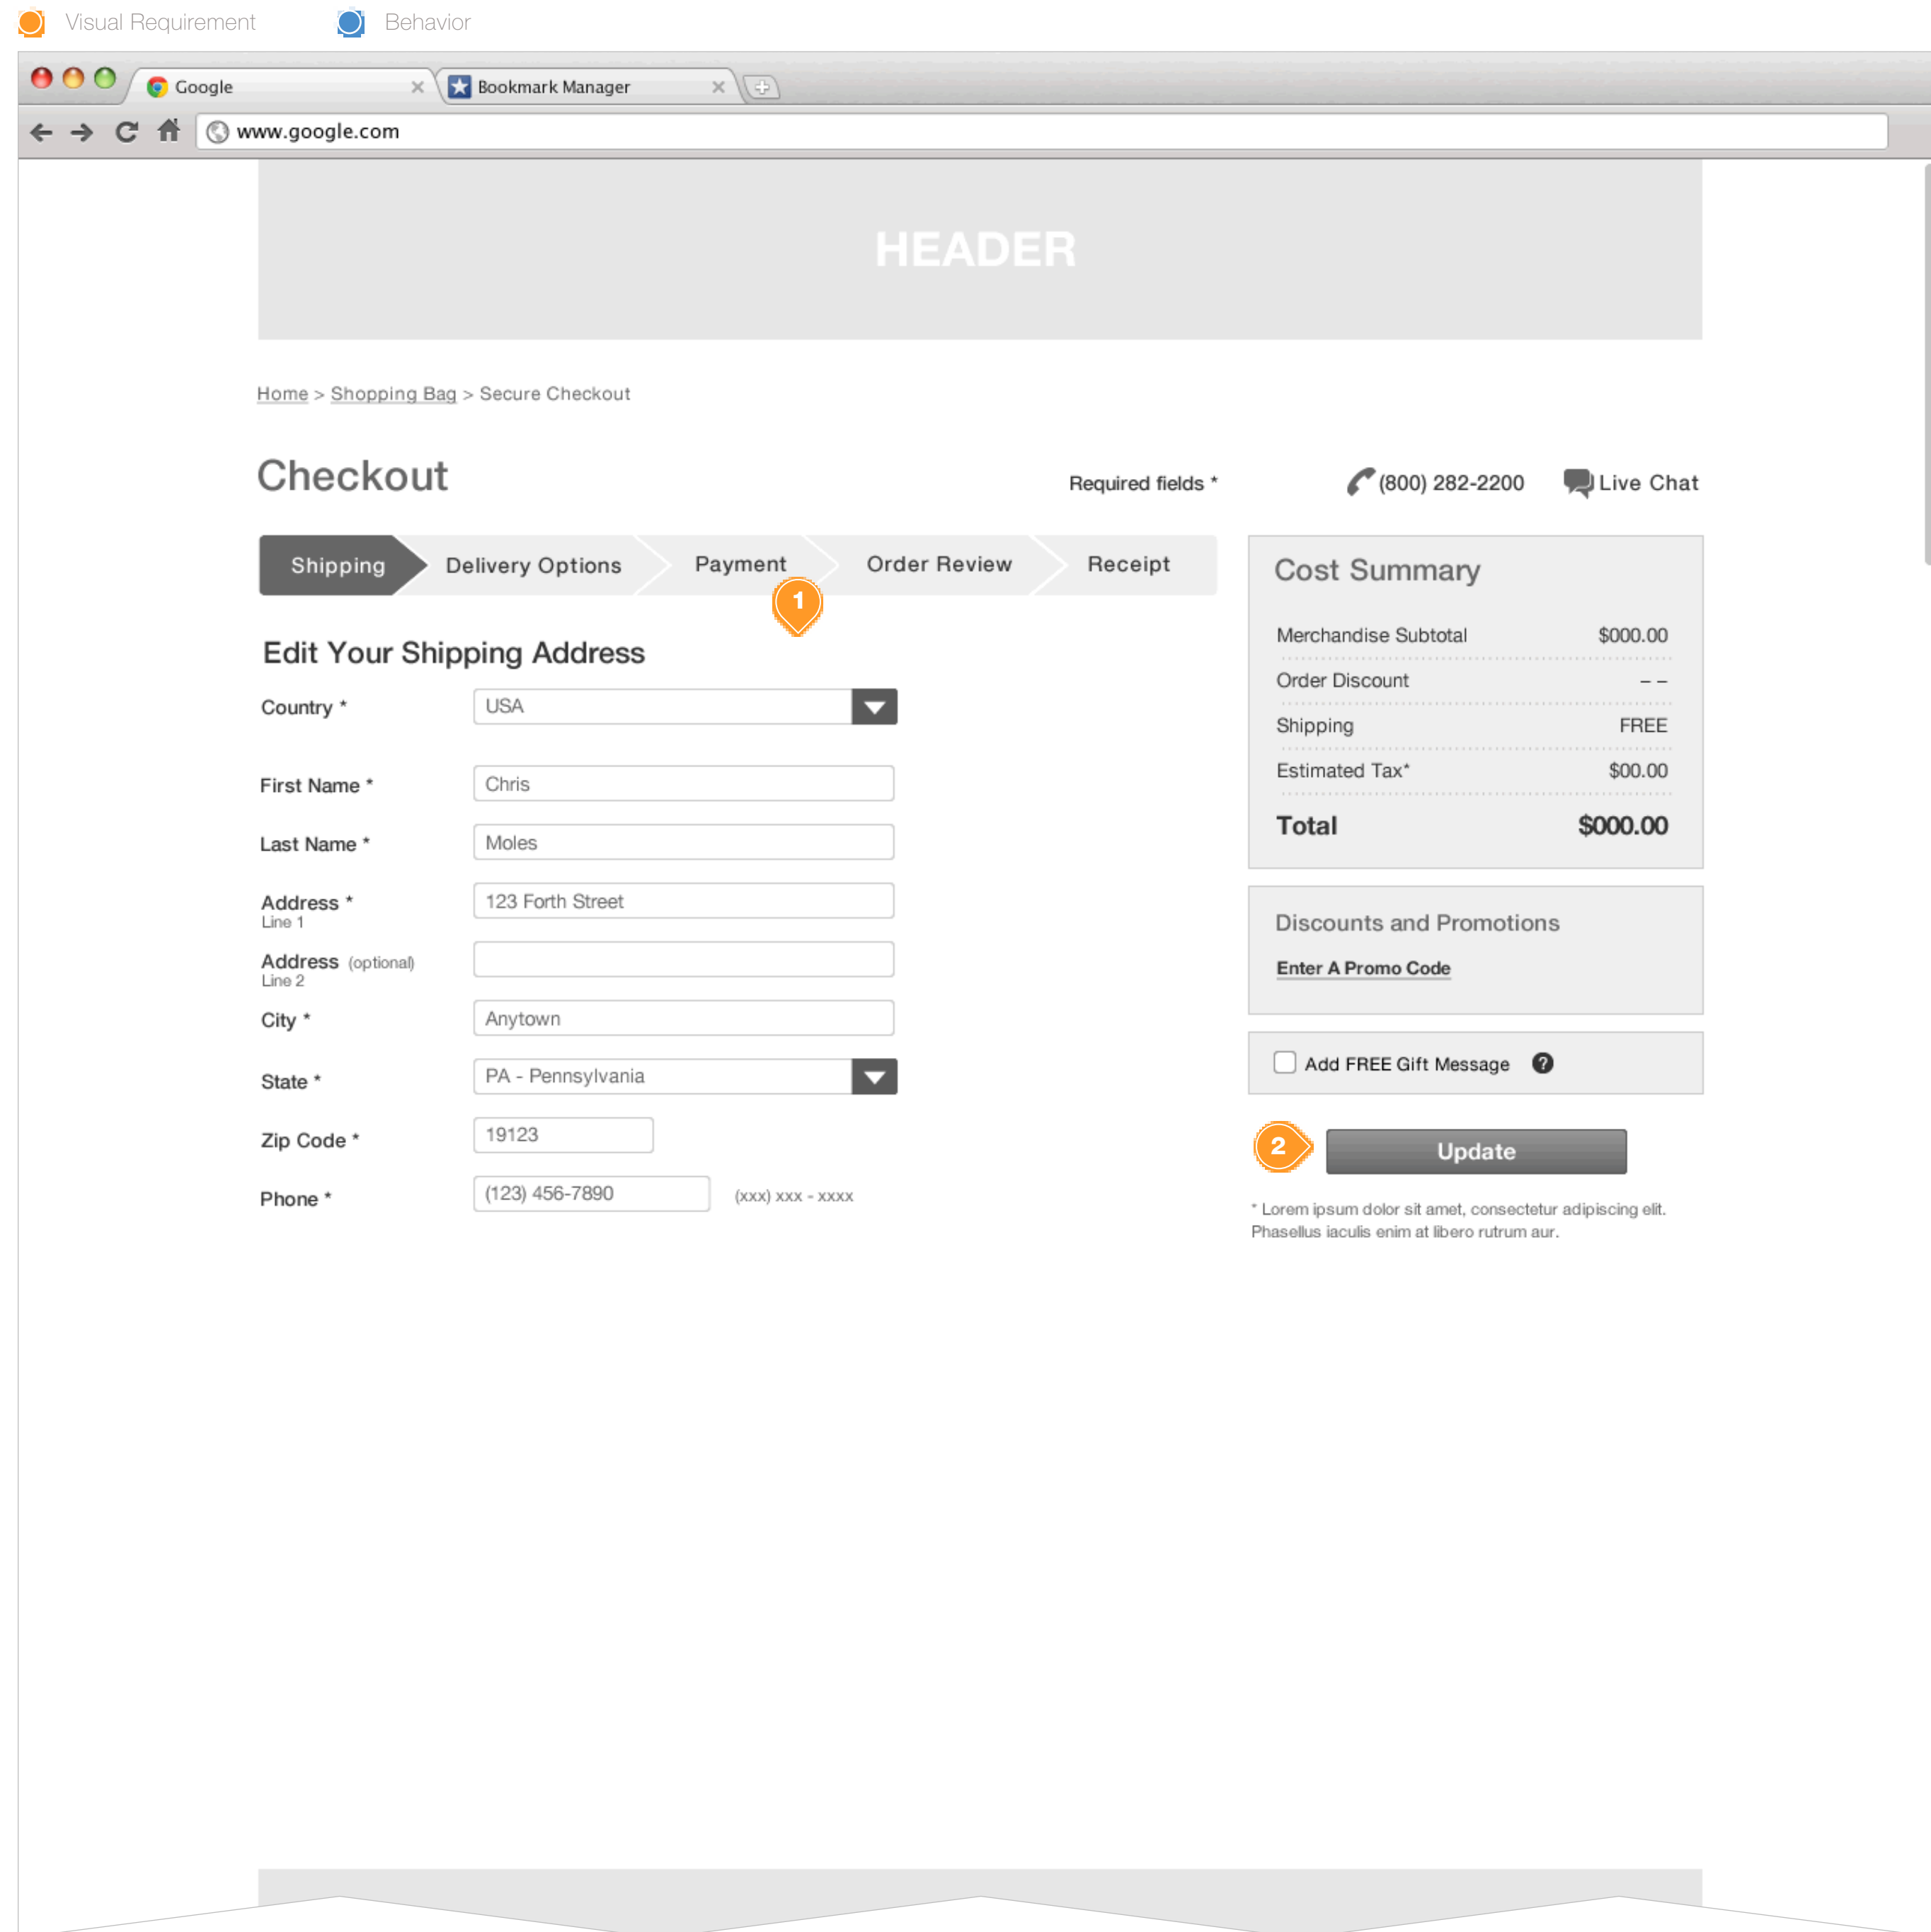 Visual Requirement Behavior
Google Bookmark Manager
www.google.com
HEADER
Home > Shopping Bag > Secure Checkout
Checkout Required fields * (800) 282-2200 Live Chat
Shipping Delivery Options Payment Order Review Receipt
1
Edit Your Shipping Address
Country * USA
First Name * Chris
Last Name * Moles
Address * 123 Forth Street
Line 1
Address (optional)
Line 2
City * Anytown
State * PA - Pennsylvania
Zip Code * 19123
Phone * (123) 456-7890 (xxx) xxx - xxxx
Cost Summary
Merchandise Subtotal $000.00
Order Discount – –
Shipping FREE
Estimated Tax* $00.00
Total $000.00
Discounts and Promotions
Enter A Promo Code
Add FREE Gift Message ?
2 Update
* Lorem ipsum dolor sit amet, consectetur adipiscing elit.
Phasellus iaculis enim at libero rutrum aur.